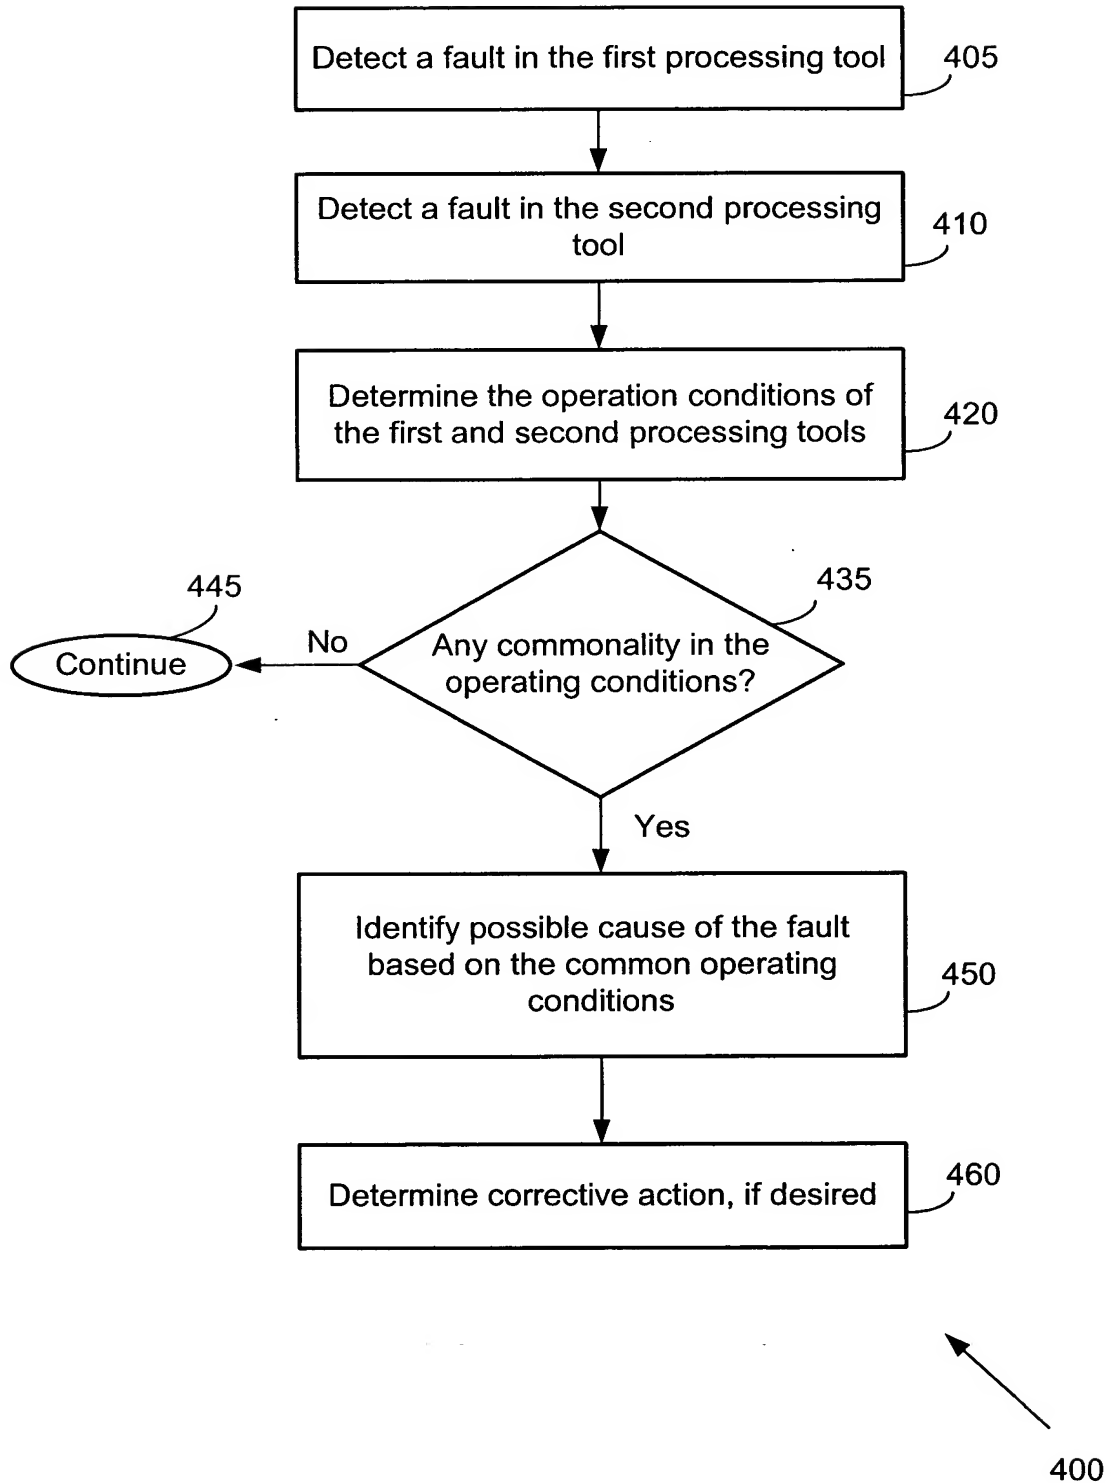 Detect a fault in the first processing tool
405
Detect a fault in the second processing
tool
410
Determine the operation conditions of
the first and second processing tools
420
445
435
Continue
No
Any commonality in the
operating conditions?
Yes
Identify possible cause of the fault
based on the common operating
conditions
450
Determine corrective action, if desired
460
400